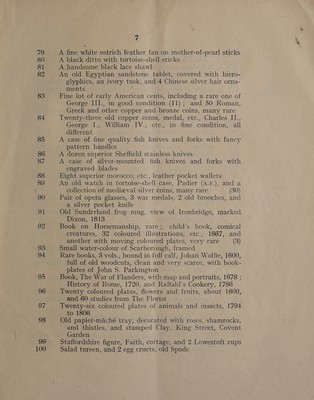 7
79 A fine white ostrich feather fan on mother-of-pearl sticks
80 A black ditto with tortoise-shell sticks
81 A handsome black lace shawl
82 An old Egyptian sandstone tablet, covered with hiero-
glyphics, an ivory tusk, and 4 Chinese silver hair orna-
ments
83 Fine lot of early American cents, including a rare one of
George III., in good condition (11) ; and 30 Roman,
Greek and other copper and bronze coins, many rare
84 Twenty-three old copper coins, medal, etc., Charles II.,
George I., William IV., etc., in fine condition, all
different
85 A case of fine quality fish knives and forks with fancy
pattern handles
86 A dozen superior Sheffield stainless knives
87 A case of silver-mounted fish knives and forks with
engraved blades
88 Eight superior morocco, etc., leather pocket wallets
89 An old watch in tortoise-shell case, Padier (A.F.), and a
collection of mediæval silver coins, many rare (30)
90 Pair of opera glasses, 3 war medals, 2 old brooches, and
a silver pocket knife
91 Old Sunderland frog mug, view of Ironbridge, marked
Dixon, 1813
92 Book on Horsemanship, rare ; child's book, comical
creatures, 32 coloured illustrations, etc., 1867, and
another with moving coloured plates, very rare (3)
93 Small water-colour of Scarborough, framed
94 Rare books, 3 vols., bound in full calf, Johan Wolfie, 1600,
full of woodcuts, clean and very scarce, with book-
plates of John S. Parkington
95 Book, The War of Flanders, with map and portraits, 1678 ;
History of Rome, 1720, and Raffald's Cookery, 1786
96 Twenty coloured plates, flowers and fruits, about 1800,
and 60 studies from The Florist
97 Twenty-six coloured plates of animals and insects, 1794
to 1806
98 Old papier-mâché tray, decorated with roses, shamrocks,
and thistles, and stamped Clay, King Street, Covent
Garden
99 Staffordshire figure, Faith, cottage, and 2 Lowestoft cups
100 Salad tureen, and 2 egg cruets, old Spode